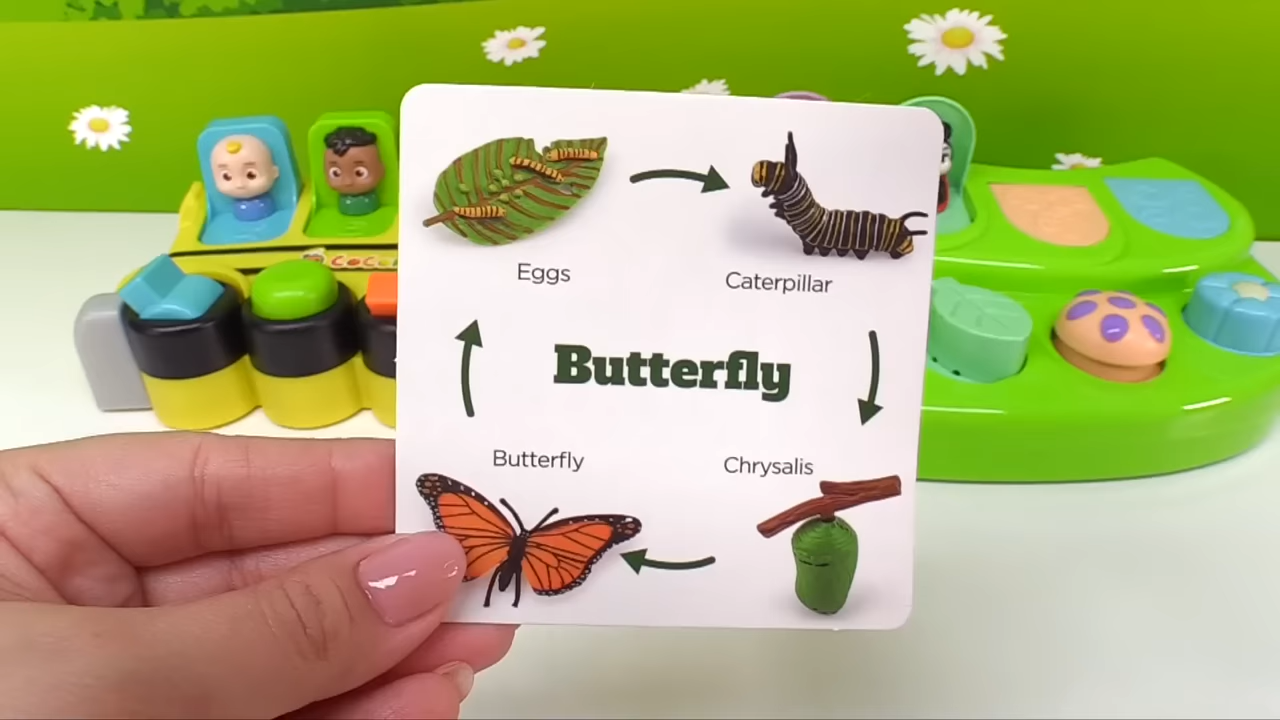 Eggs
Caterpillar
Butterfly
Butterfly
Chrysalis